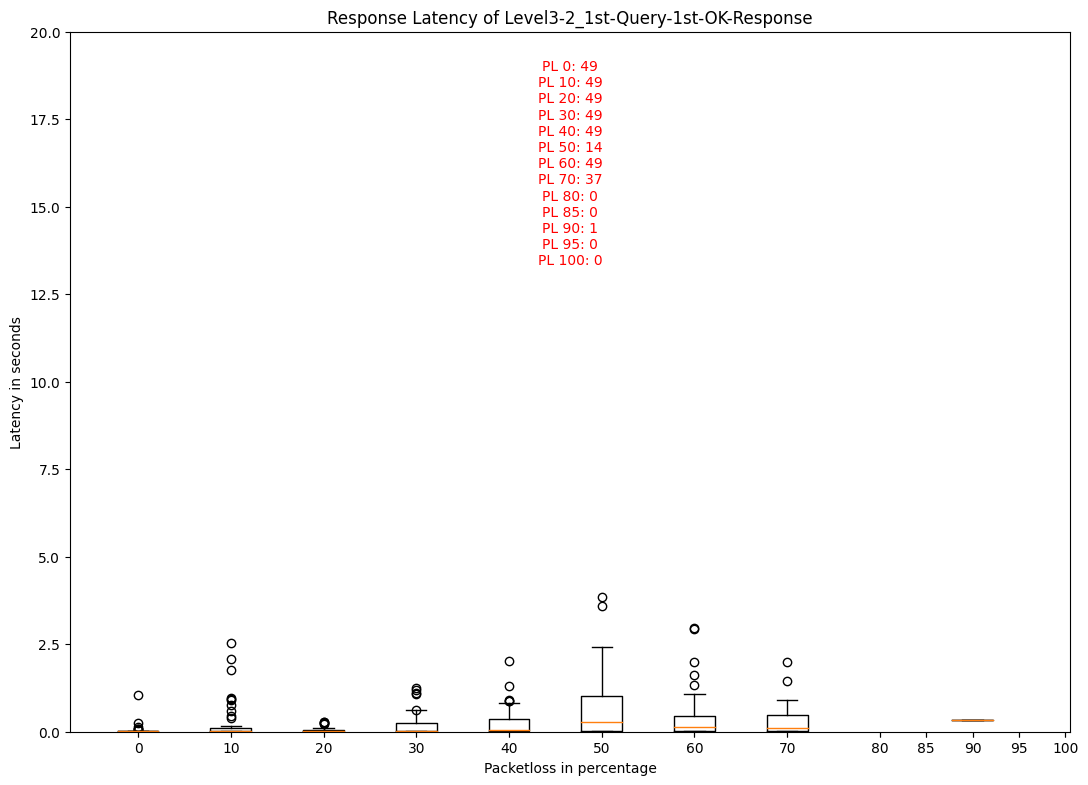 Response Latency of Level3-2_1st-Query-1st-OK-Response
20.0
17.5
15.0
12.5
10.0
7.5
5.0
2.5
0.0
Latency in seconds
PL 0: 49
PL 10: 49
PL 20: 49
PL 30: 49
PL 40: 49
PL 50: 14
PL 60: 49
PL 70: 37
PL 80: 0
PL 85: 0
PL 90: 1
PL 95: 0
PL 100: 0
0 10 20 30 40 50 60 70 80 85 90 95 100
Packetloss in percentage